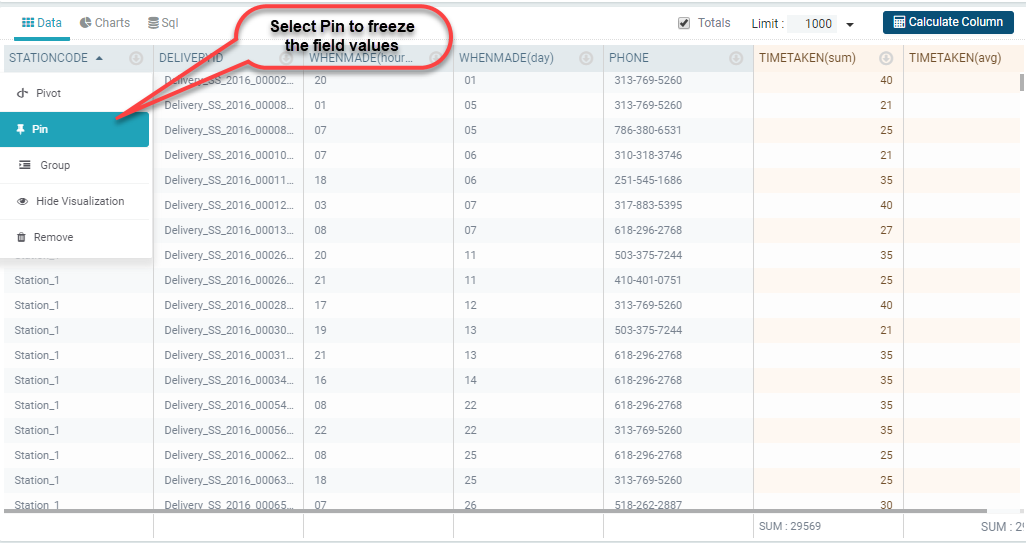 Data Charts Sql
Select Pin to freeze
the field values
Totals Limit : 1000 Calculate Column
STATIONCODE DELIVERYID WHENMADE(hour... WHENMADE(day) PHONE TIMETAKEN(sum) TIMETAKEN(avg)
Delivery_SS_2016_00002... 20 01 313-769-5260 40
Pivot
Delivery_SS_2016_00008... 01 05 313-769-5260 21
Pin
Delivery_SS_2016_00008... 07 05 786-380-6531 25
Delivery_SS_2016_00010... 07 06 310-318-3746 21
Group
Delivery_SS_2016_00011... 18 06 251-545-1686 35
Hide Visualization
Delivery_SS_2016_00012... 03 07 317-883-5395 40
Delivery_SS_2016_00013... 08 07 618-296-2768 27
Remove
Station_1 Delivery_SS_2016_00026... 20 11 503-375-7244 35
Station_1 Delivery_SS_2016_00026... 21 11 410-401-0751 25
Station_1 Delivery_SS_2016_00028... 17 12 313-769-5260 40
Station_1 Delivery_SS_2016_00030... 19 13 503-375-7244 21
Station_1 Delivery_SS_2016_00031... 21 13 618-296-2768 35
Station_1 Delivery_SS_2016_00034... 16 14 618-296-2768 35
Station_1 Delivery_SS_2016_00054... 08 22 618-296-2768 35
Station_1 Delivery_SS_2016_00056... 22 22 313-769-5260 35
Station_1 Delivery_SS_2016_00062... 08 25 618-296-2768 25
Station_1 Delivery_SS_2016_00063... 18 25 313-769-5260 25
Station_1 Delivery_SS_2016_00065... 07 26 518-262-2887 30
SUM : 29569 SUM : 29